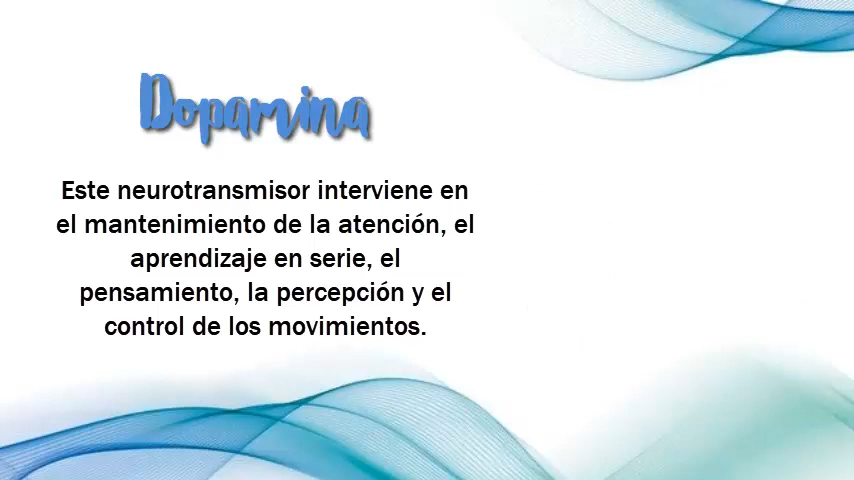 Dopamina
Este neurotransmisor interviene en
el mantenimiento de la atención, el
aprendizaje en serie, el
pensamiento, la percepción y el
control de los movimientos.